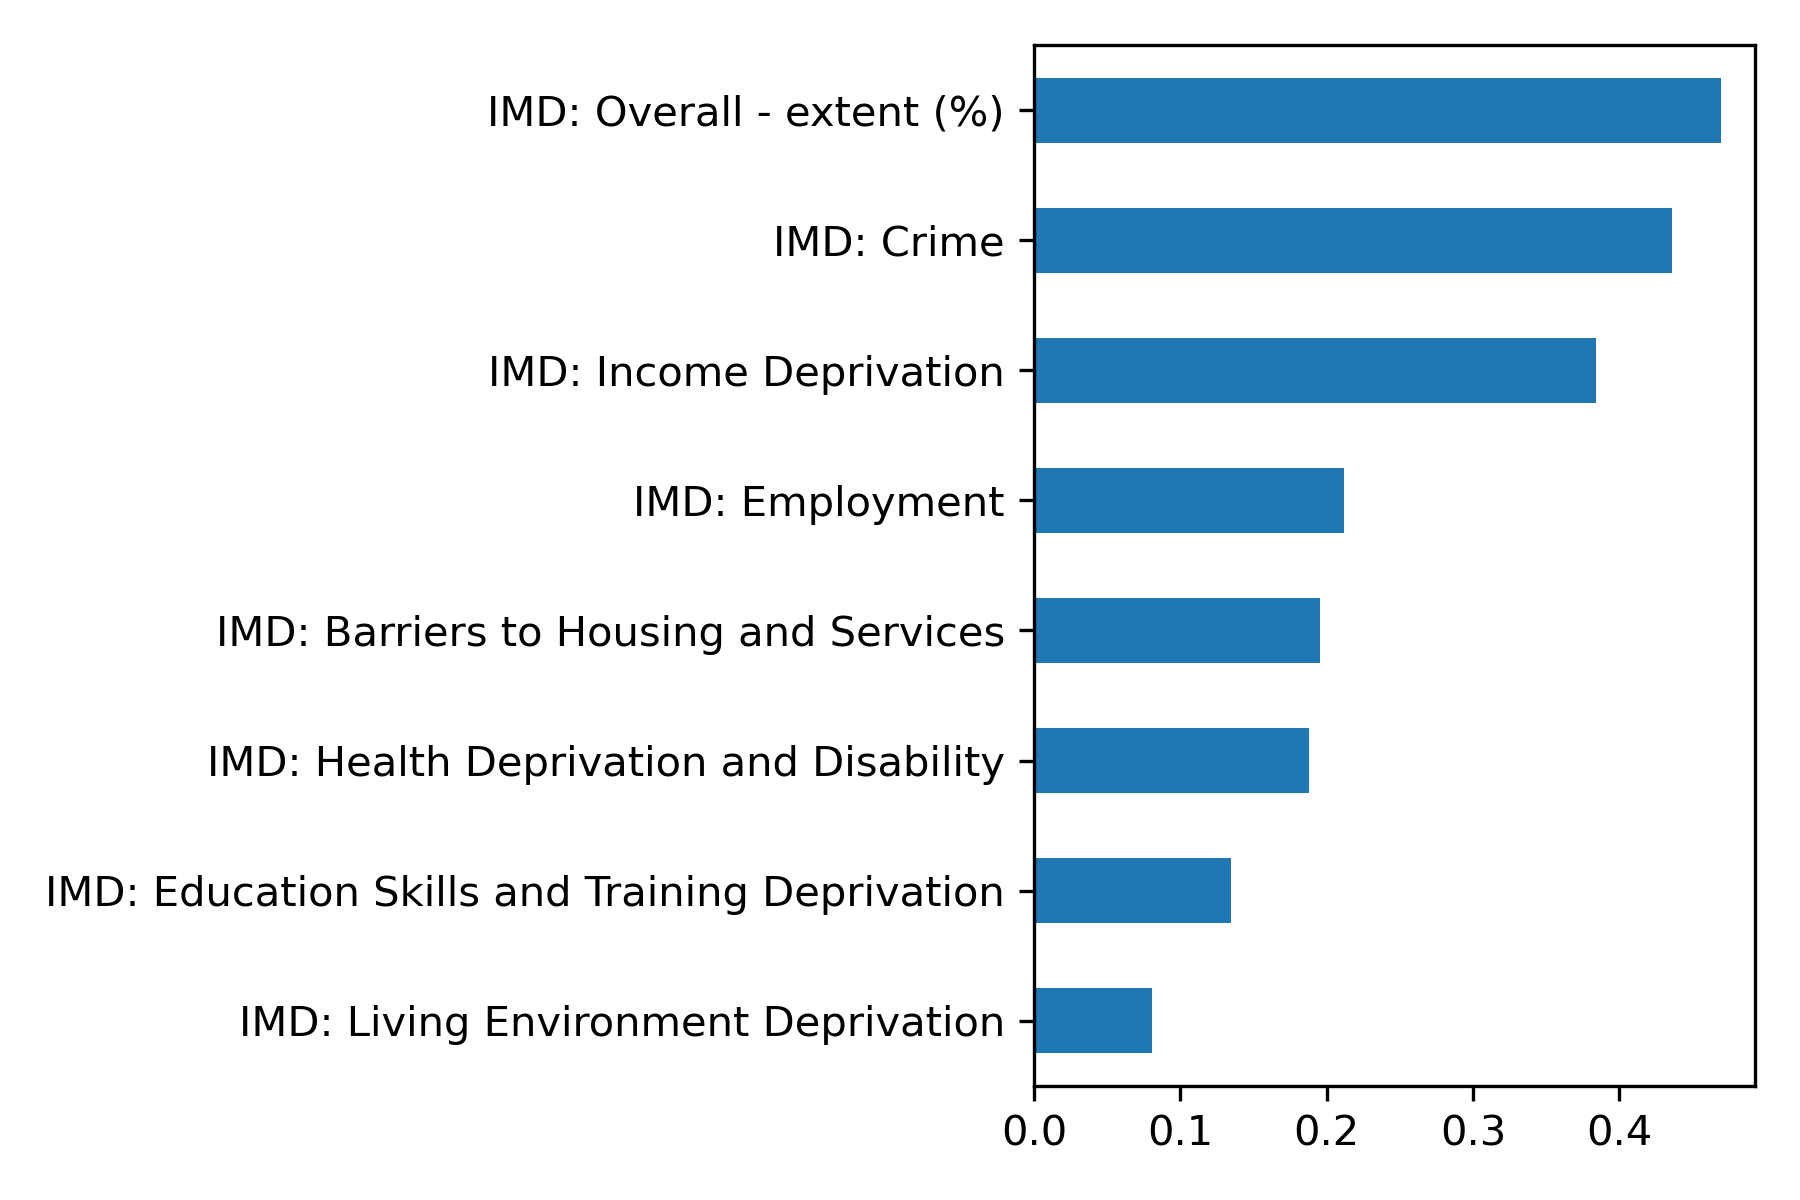 IMD: Overall - extent (%)
IMD: Crime
IMD: Income Deprivation
IMD: Employment
IMD: Barriers to Housing and Services
IMD: Health Deprivation and Disability
IMD: Education Skills and Training Deprivation
IMD: Living Environment Deprivation
0.0 0.1 0.2 0.3 0.4